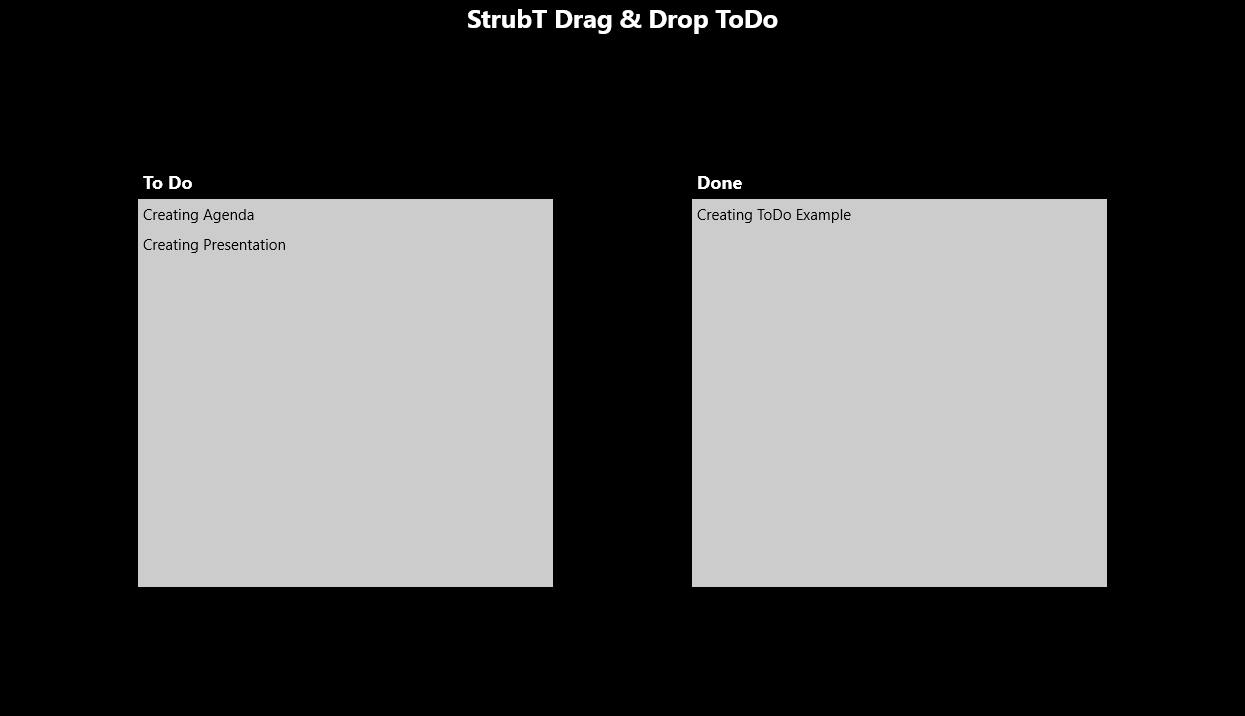 StrubT Drag & Drop ToDo
To Do
Creating Agenda
Creating Presentation
Done
Creating ToDo Example